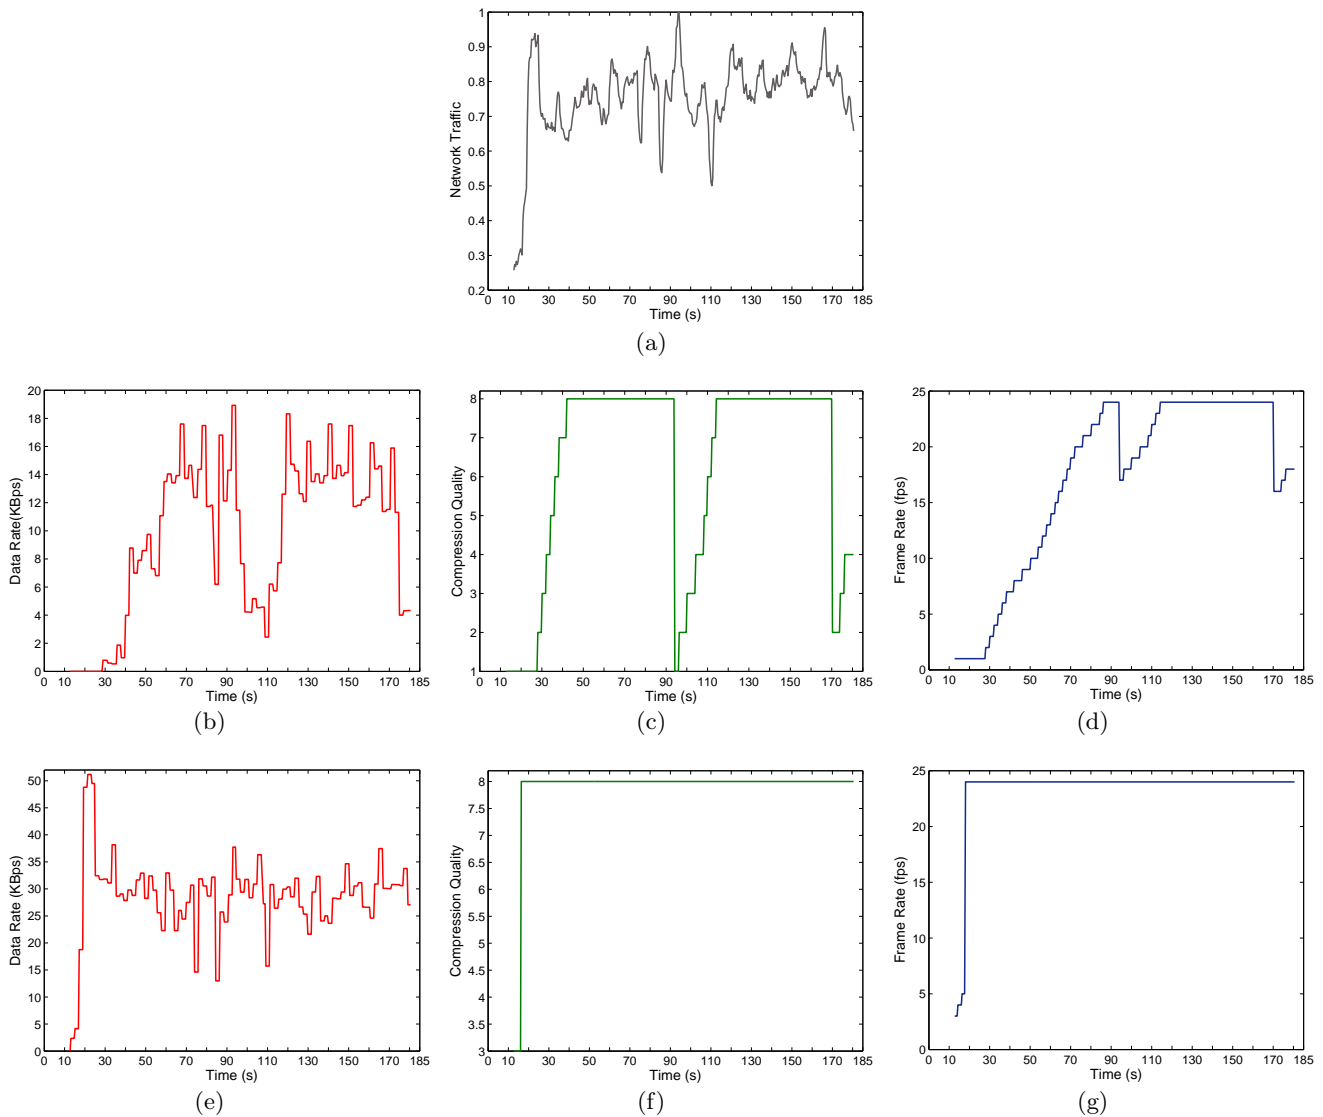 1
0.9
0.8
0.7
0.6
0.5
0.4
0.3
0.2
Network Traffic
0 10 30 50 70 90 110 130 150 170 185
Time (s)
(a)
20
18
16
14
12
10
8
6
4
2
0
Data Rate(KBps)
0 10 30 50 70 90 110 130 150 170 185
Time (s)
(b)
8
7
6
5
4
3
2
1
Compression Quality
0 10 30 50 70 90 110 130 150 170 185
Time (s)
(c)
25
20
15
10
5
0
Frame Rate (fps)
0 10 30 50 70 90 110 130 150 170 185
Time (s)
(d)
50
45
40
35
30
25
20
15
10
5
0
Data Rate (KBps)
0 10 30 50 70 90 110 130 150 170 185
Time (s)
(e)
8
7.5
7
6.5
6
5.5
5
4.5
4
3.5
3
Compression Quality
0 10 30 50 70 90 110 130 150 170 185
Time (s)
(f)
25
20
15
10
5
0
Frame Rate (fps)
0 10 30 50 70 90 110 130 150 170 185
Time (s)
(g)